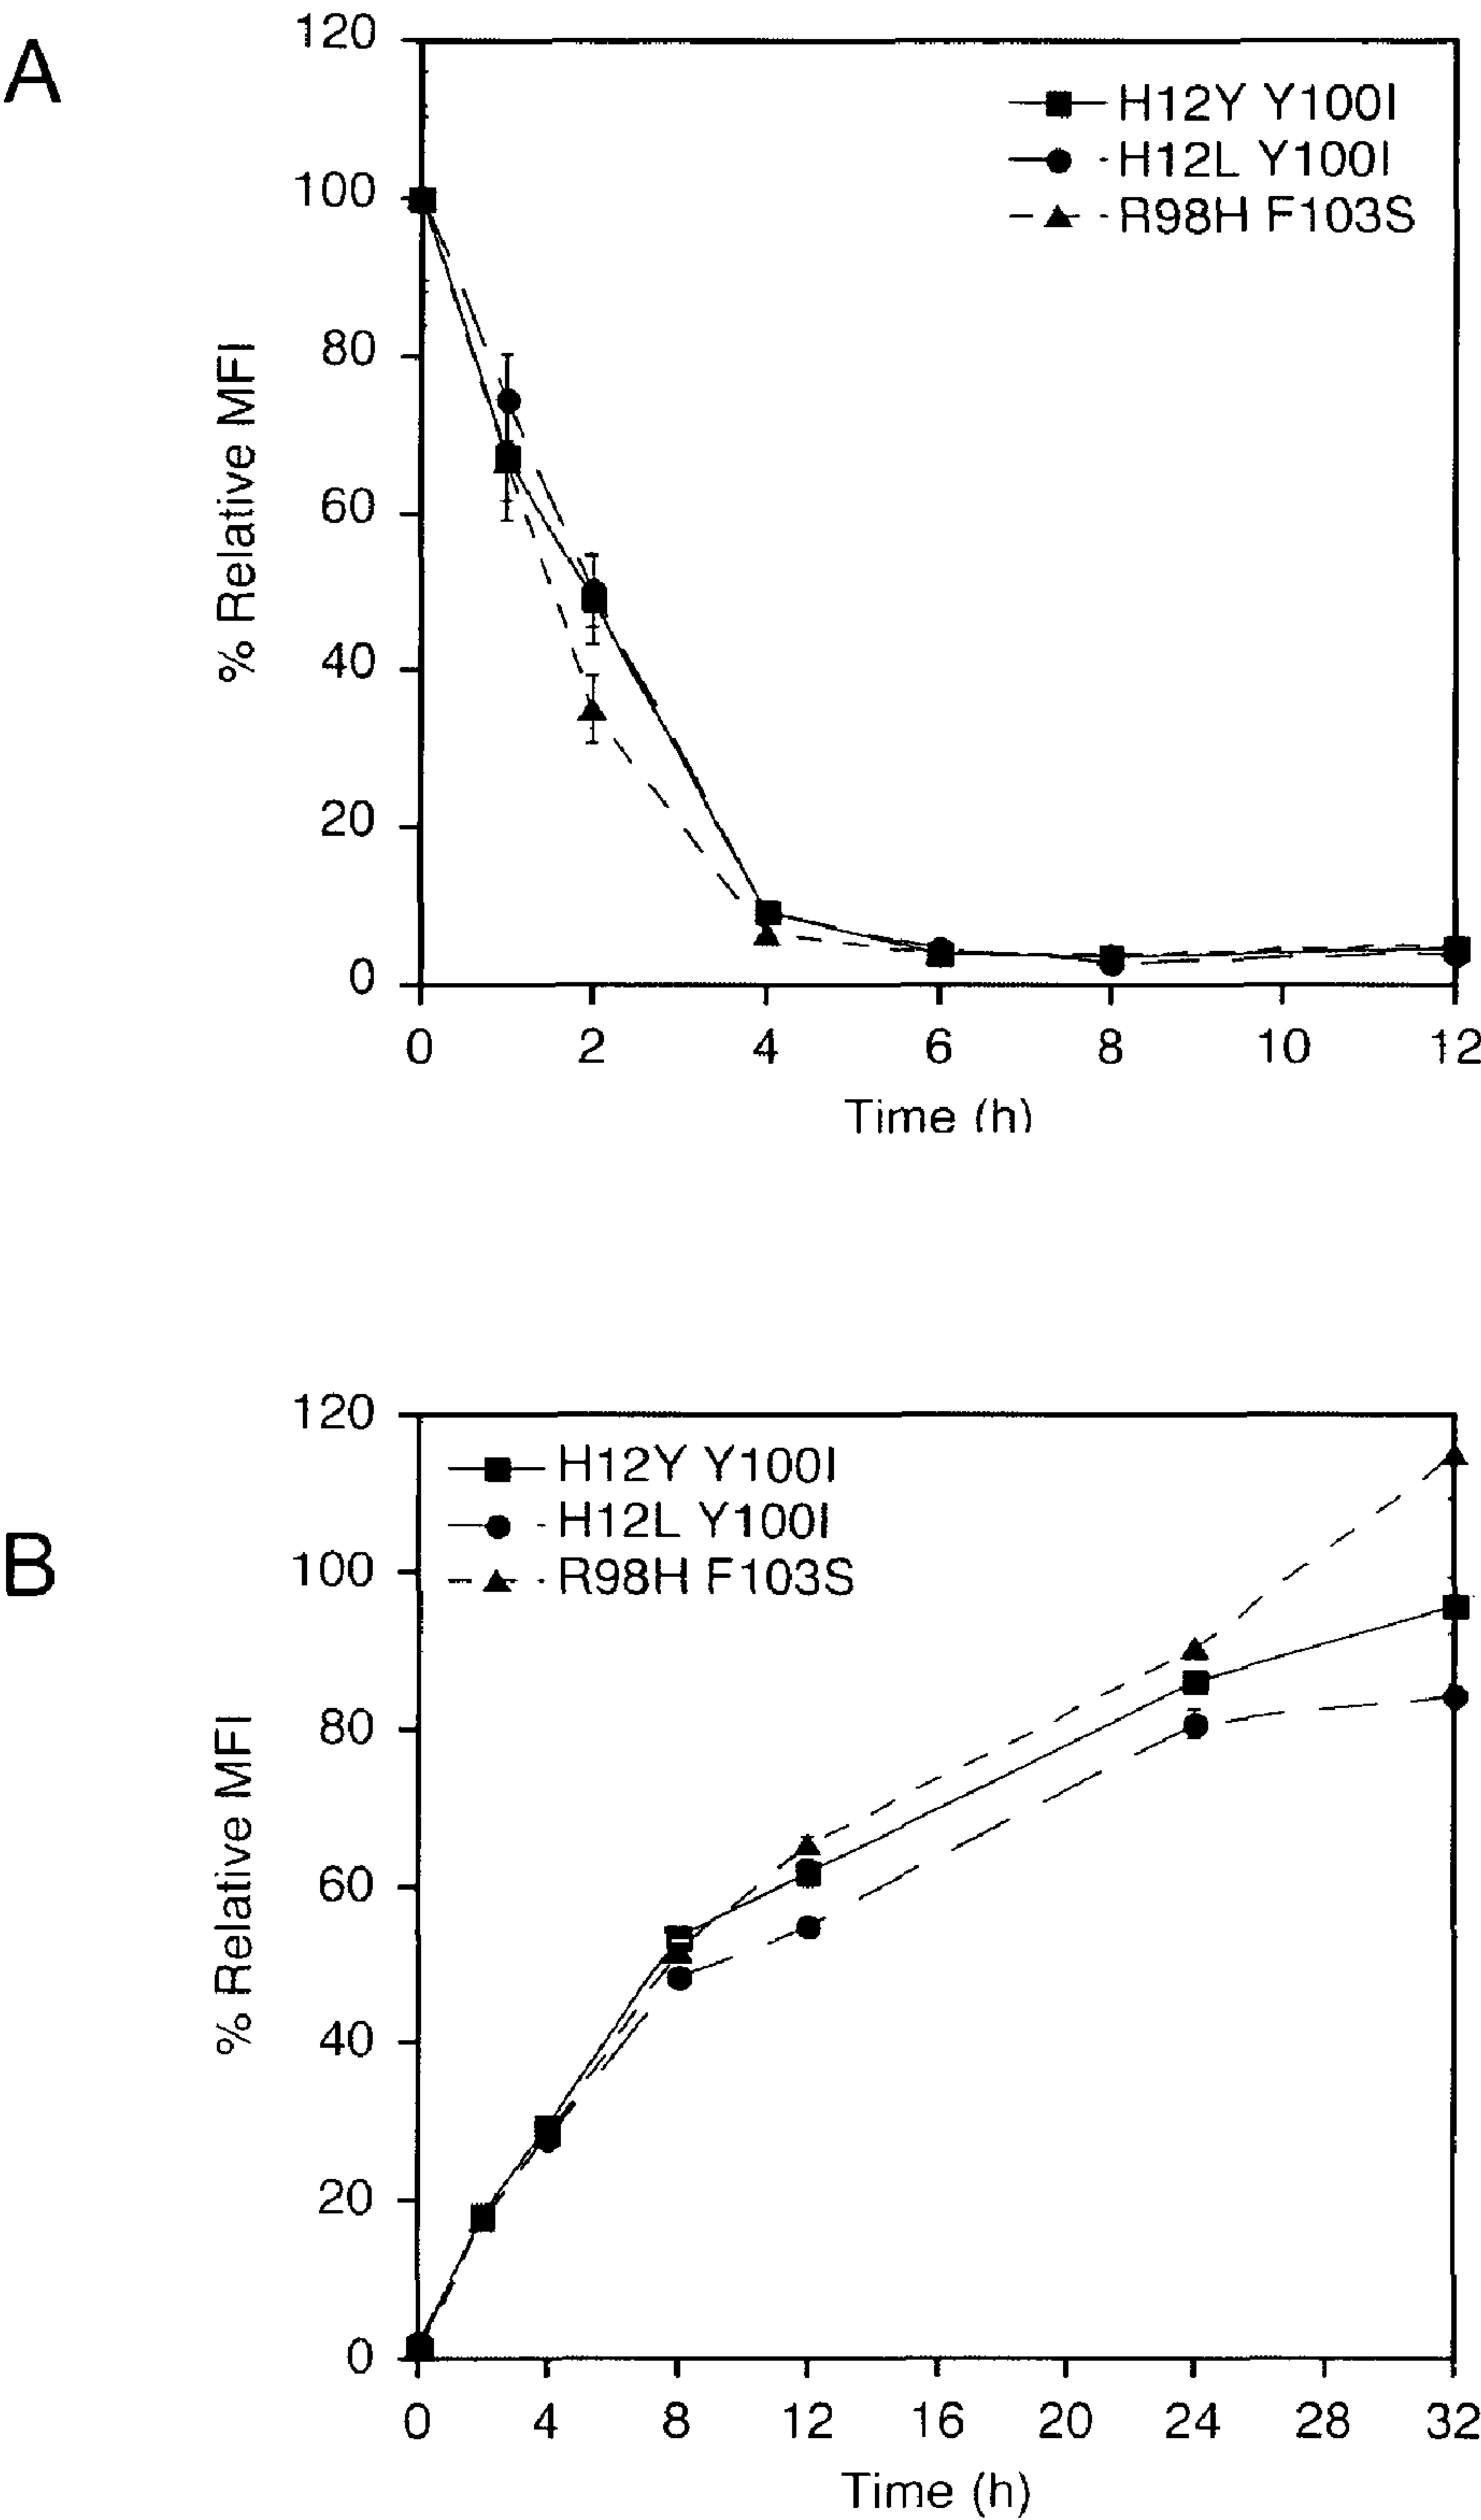 A
120
100
80
60
40
20
0
% Relative MFI
H12Y Y100I
H12L Y100I
R98H F103S
0 2 4 6 8 10 12
Time (h)
B
120
100
80
60
40
20
0
% Relative MFI
H12Y Y100I
H12L Y100I
R98H F103S
0 4 8 12 16 20 24 28 32
Time (h)